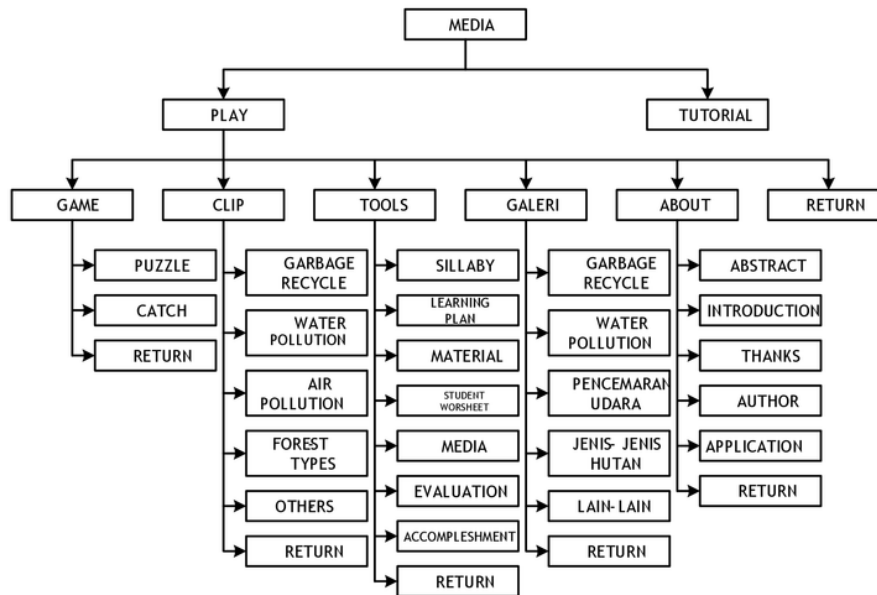 MEDIA
PLAY
TUTORIAL
GAME
CLIP
TOOLS
GALERI
ABOUT
RETURN
PUZZLE
CATCH
RETURN
GARBAGE
RECYCLE
WATER
POLLUTION
AIR
POLLUTION
FOREST
TYPES
OTHERS
RETURN
SILLABY
LEARNING
PLAN
MATERIAL
STUDENT
WORSHEET
MEDIA
EVALUATION
ACCOMPLESHMENT
RETURN
GARBAGE
RECYCLE
WATER
POLLUTION
PENCEMARAN
UDARA
JENIS- JENIS
HUTAN
LAIN- LAIN
RETURN
ABSTRACT
INTRODUCTION
THANKS
AUTHOR
APPLICATION
RETURN